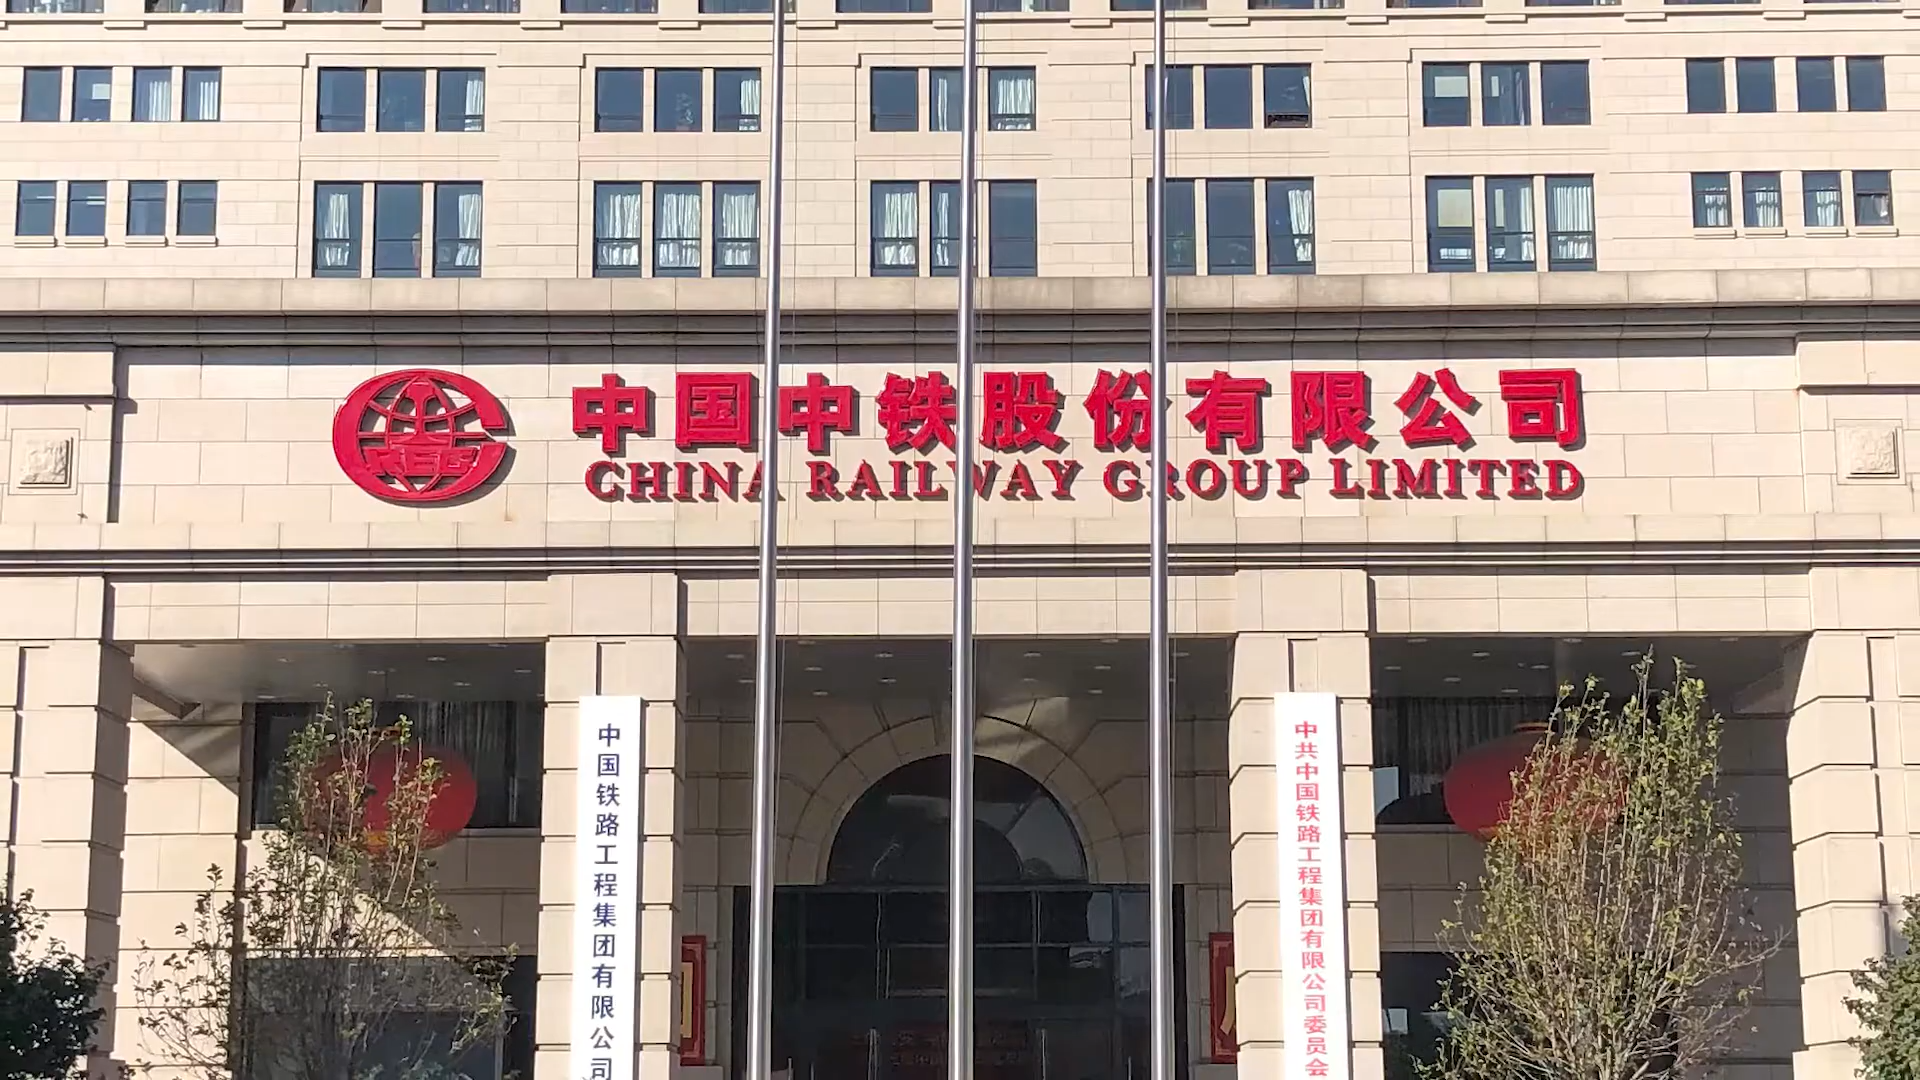 中国中铁股份有限公司
CHINA RAILWAY GROUP LIMITED
中国铁路工程集团有限公司
中共中国铁路工程集团有限公司委员会